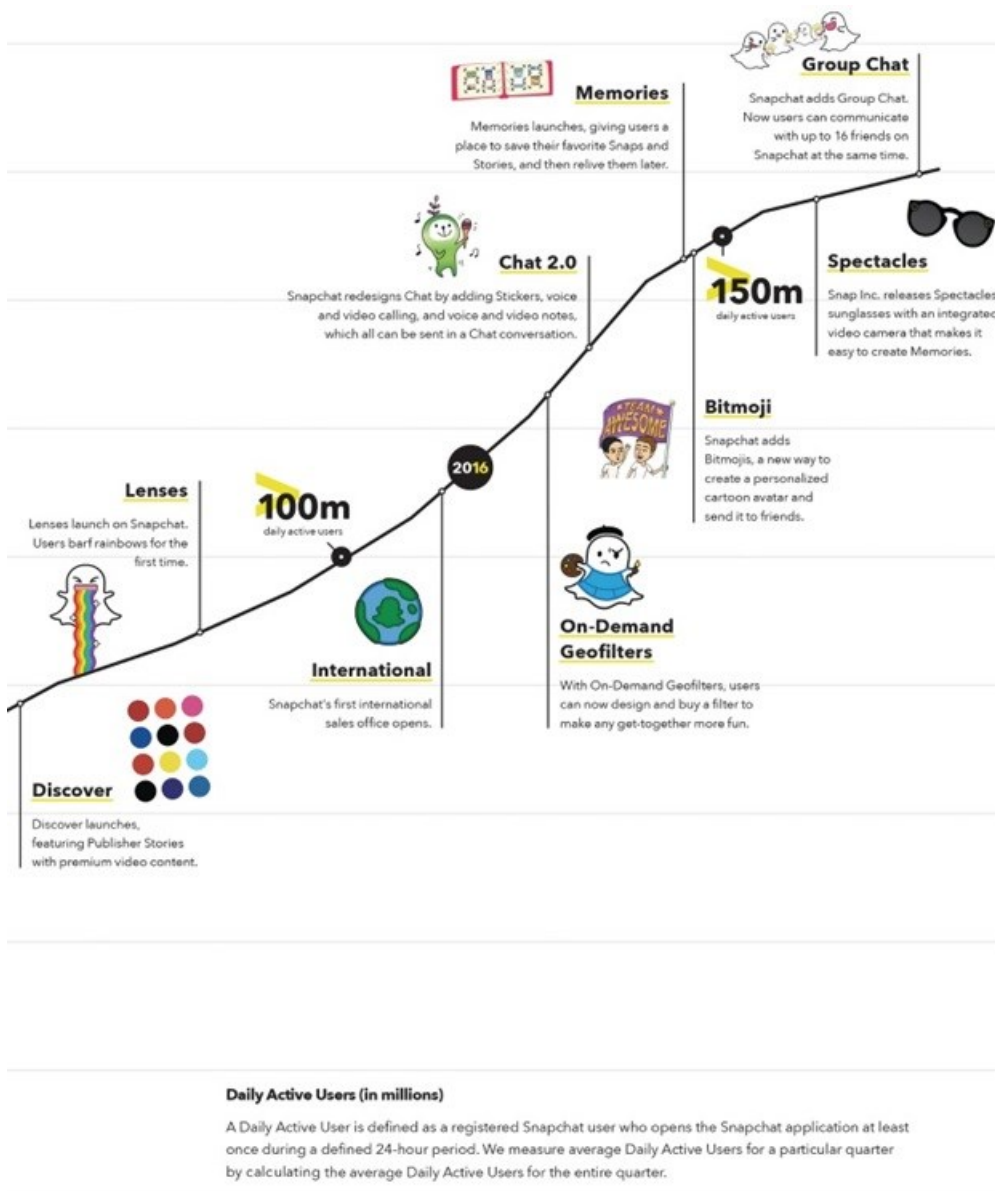 Group Chat
Snapchat adds Group Chat.
Now users can communicate
with up to 16 friends on
Snapchat at the same time.
Memories
Memories launches, giving users a
place to save their favorite Snaps and
Stories, and then relive them later.
Chat 2.0
Snapchat redesigns Chat by adding Stickers, voice
and video calling, and voice and video notes,
which all can be sent in a Chat conversation.
150m
daily active users
Spectacles
Snap Inc. releases Spectacles
sunglasses with an integrated
video camera that makes it
easy to create Memories.
TEAM
AWESOME
Bitmoji
Snapchat adds
Bitmojis, a new way to
create a personalized
cartoon avatar and
send it to friends.
2016
Lenses
Lenses launch on Snapchat.
Users barf rainbows for the
first time.
100m
daily active users
International
Snapchat's first international
sales office opens.
On-Demand
Geofilters
With On-Demand Geofilters, users
can now design and buy a filter to
make any get-together more fun.
Discover
Discover launches,
featuring Publisher Stories
with premium video content.
Daily Active Users (in millions)
A Daily Active User is defined as a registered Snapchat user who opens the Snapchat application at least
once during a defined 24-hour period. We measure average Daily Active Users for a particular quarter
by calculating the average Daily Active Users for the entire quarter.